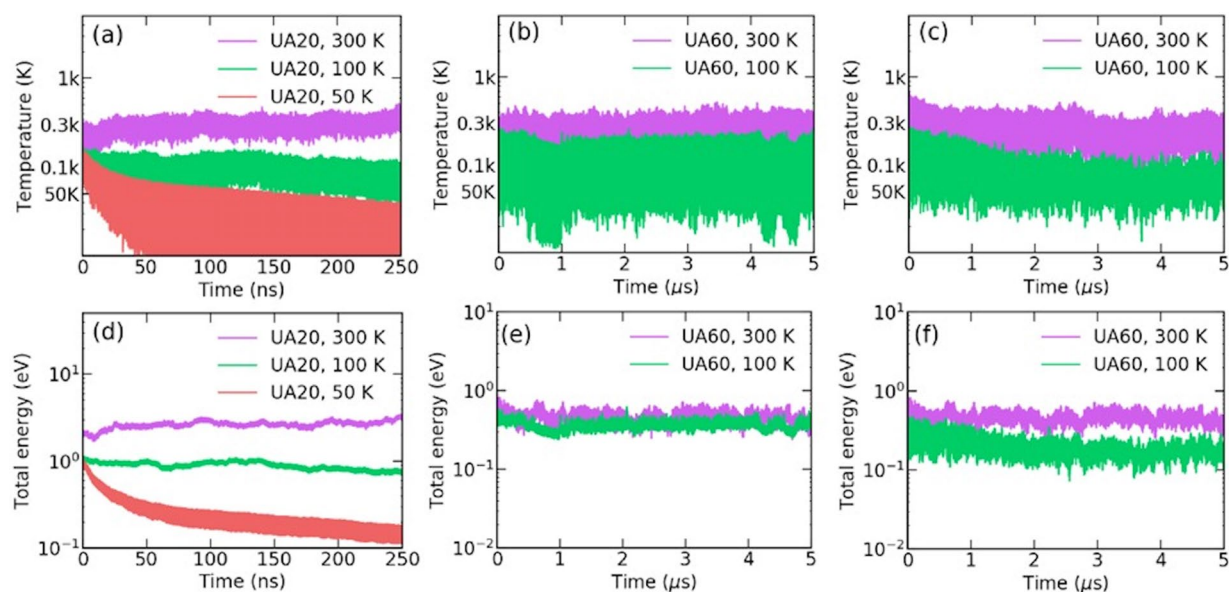 (a)
UA20, 300 K
UA20, 100 K
UA20, 50 K
Temperature (K)
1k
0.3k
0.1k
50K
0 50 100 150 200 250
Time (ns)
(b)
UA60, 300 K
UA60, 100 K
Temperature (K)
1k
0.3k
0.1k
50K
0 1 2 3 4 5
Time (μs)
(c)
UA60, 300 K
UA60, 100 K
Temperature (K)
1k
0.3k
0.1k
50K
0 1 2 3 4 5
Time (μs)
(d)
UA20, 300 K
UA20, 100 K
UA20, 50 K
Total energy (eV)
10¹
10⁰
10⁻¹
0 50 100 150 200 250
Time (ns)
(e)
UA60, 300 K
UA60, 100 K
Total energy (eV)
10¹
10⁰
10⁻¹
10⁻²
0 1 2 3 4 5
Time (μs)
(f)
UA60, 300 K
UA60, 100 K
Total energy (eV)
10¹
10⁰
10⁻¹
10⁻²
0 1 2 3 4 5
Time (μs)